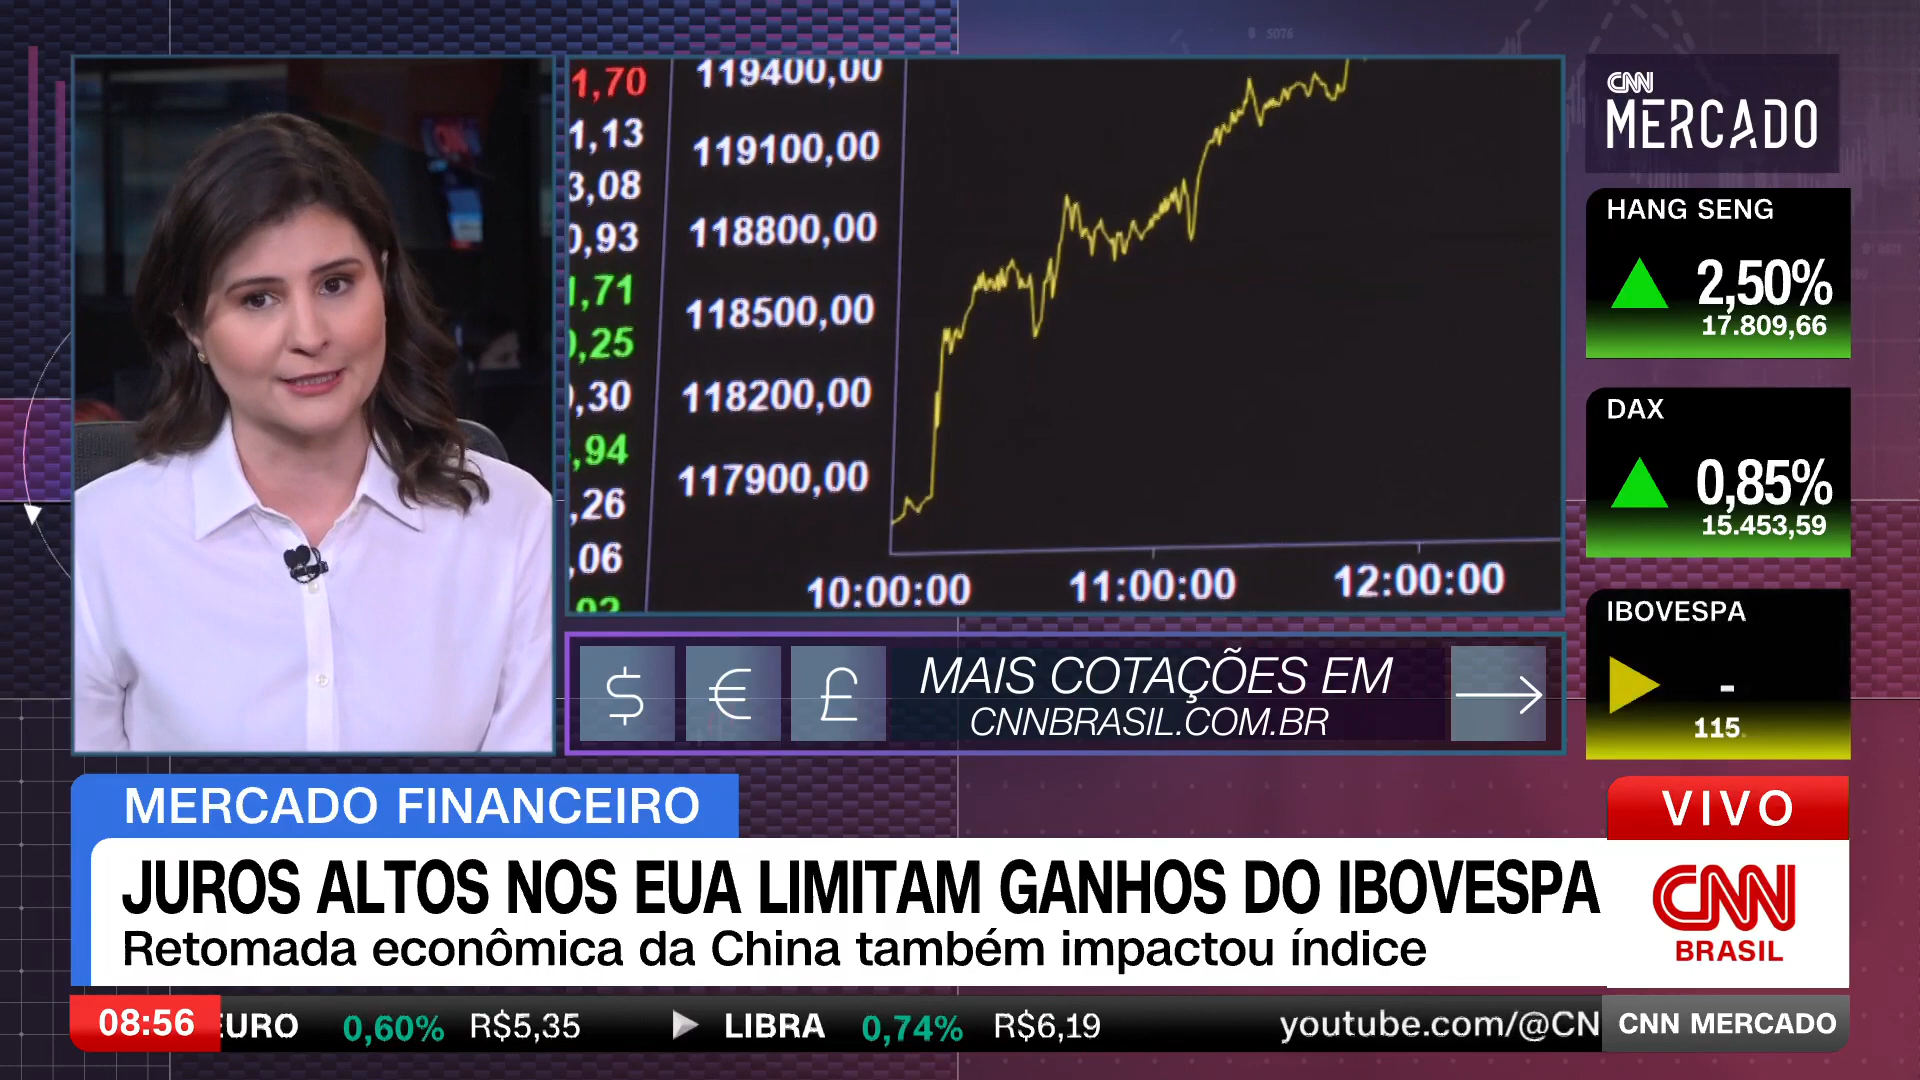 5076
CNN
MERCADO
1,70
1,13
3,08
0,93
1,71
0,25
,30
,94
,26
,06
119400,00
119100,00
118800,00
118500,00
118200,00
117900,00
10:00:00
11:00:00
12:00:00
HANG SENG
2,50%
17.809,66
DAX
0,85%
15.453,59
IBOVESPA
-
115
$ € £
MAIS COTAÇÕES EM
CNNBRASIL.COM.BR
MERCADO FINANCEIRO
JUROS ALTOS NOS EUA LIMITAM GANHOS DO IBOVESPA
Retomada econômica da China também impactou índice
VIVO
CNN
BRASIL
08:56
URO 0,60% R$5,35 LIBRA 0,74% R$6,19 youtube.com/@CN
CNN MERCADO